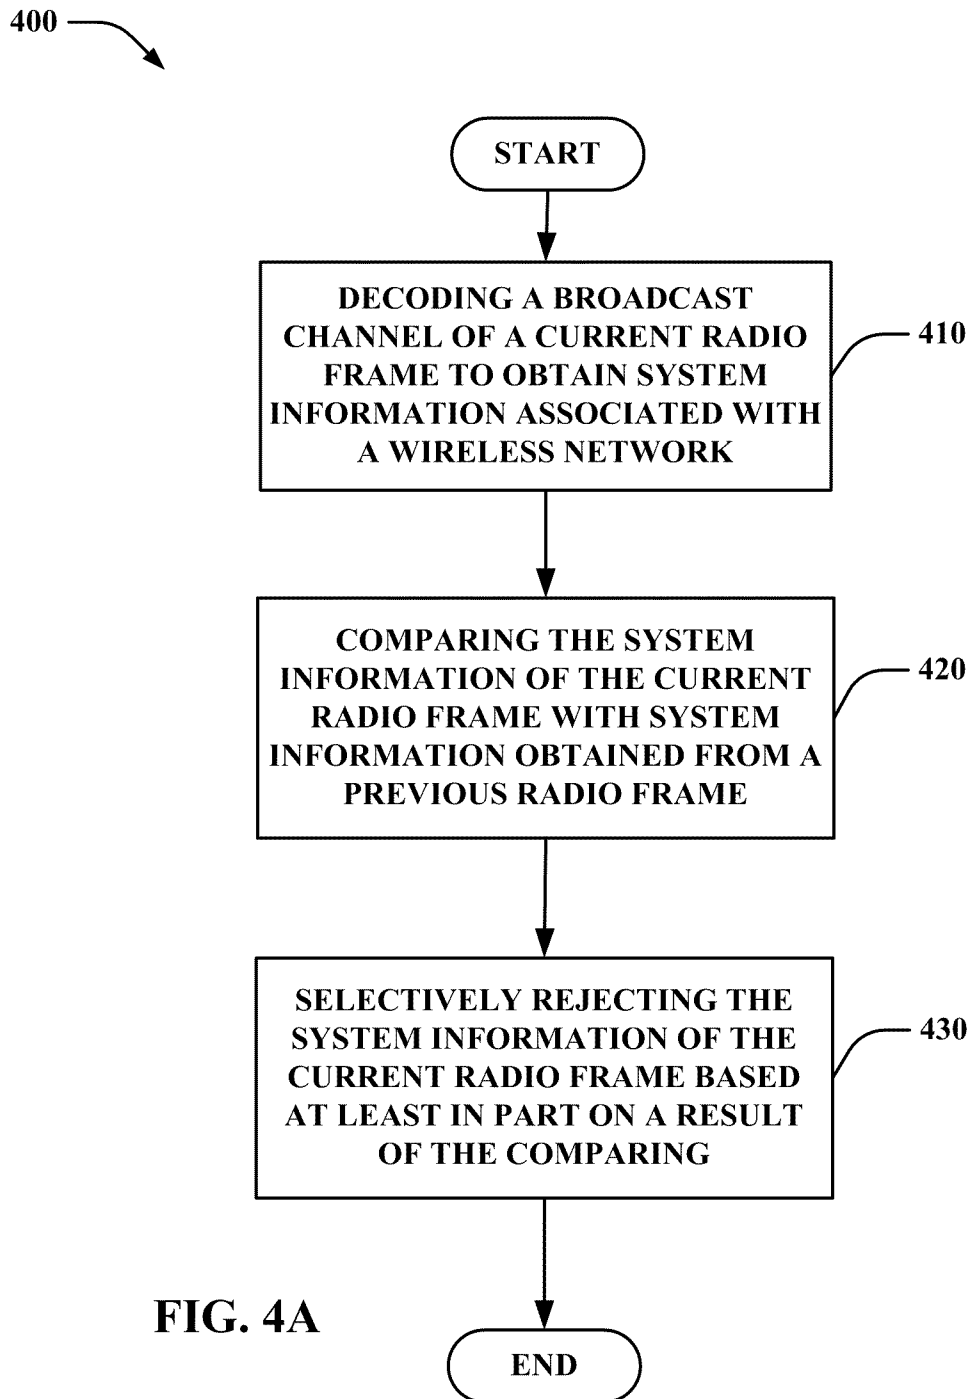 400
START
DECODING A BROADCAST
CHANNEL OF A CURRENT RADIO
FRAME TO OBTAIN SYSTEM
INFORMATION ASSOCIATED WITH
A WIRELESS NETWORK
410
COMPARING THE SYSTEM
INFORMATION OF THE CURRENT
RADIO FRAME WITH SYSTEM
INFORMATION OBTAINED FROM A
PREVIOUS RADIO FRAME
420
SELECTIVELY REJECTING THE
SYSTEM INFORMATION OF THE
CURRENT RADIO FRAME BASED
AT LEAST IN PART ON A RESULT
OF THE COMPARING
430
FIG. 4A
END